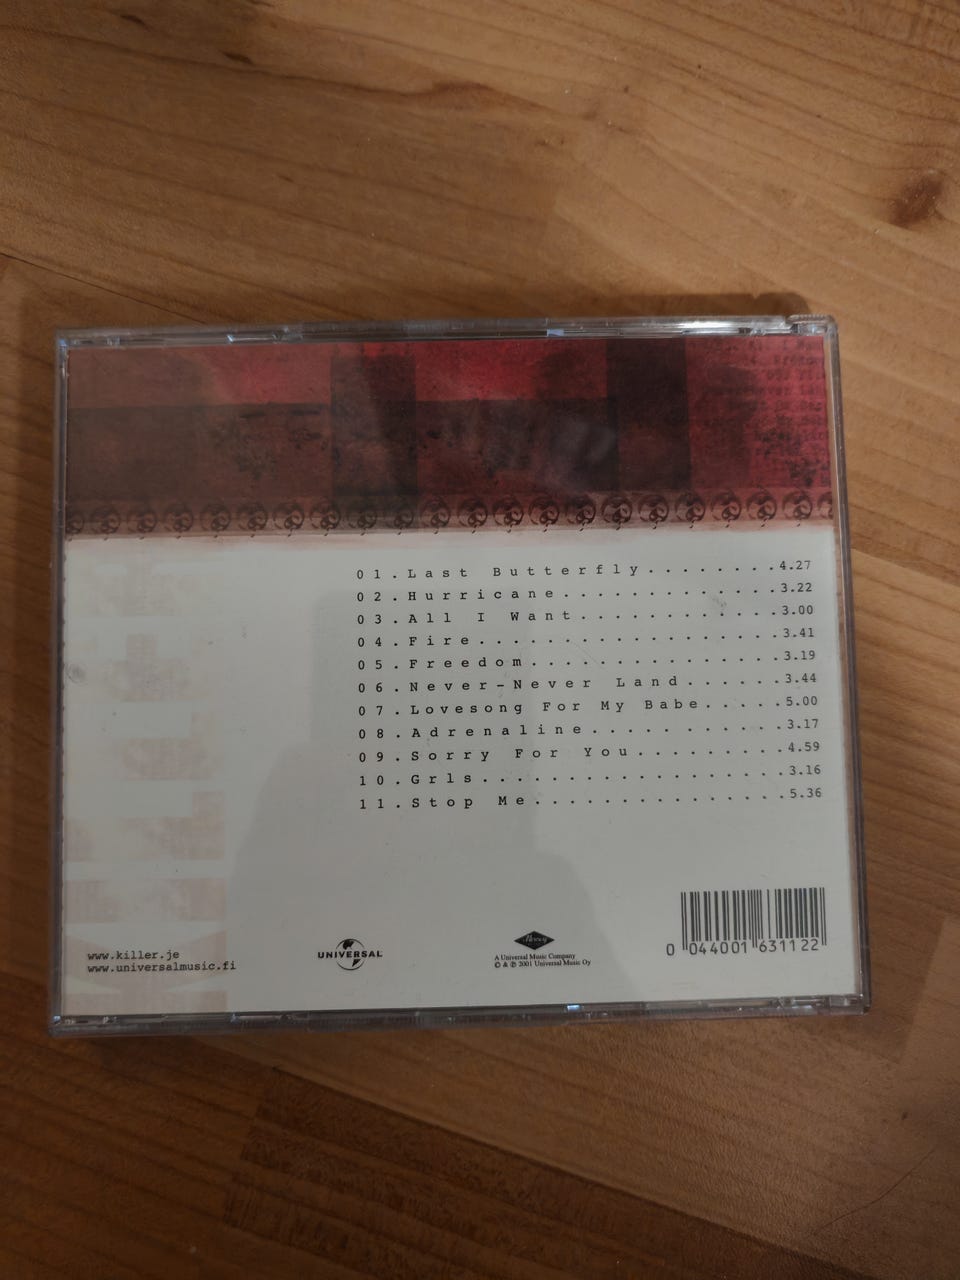 01.Last Butterfly........4.27
02.Hurricane.............3.22
03.All I Want............3.00
04.Fire..................3.41
05.Freedom...............3.19
06.Never-Never Land......3.44
07.Lovesong For My Babe.....5.00
08.Adrenaline............3.17
09.Sorry For You.........4.59
10.Grls..................3.16
11.Stop Me...............5.36
www.killer.je
www.universalmusic.fi
UNIVERSAL
Mercury
A Universal Music Company
© & ℗ 2001 Universal Music Oy
0 044001 631122
KILLER